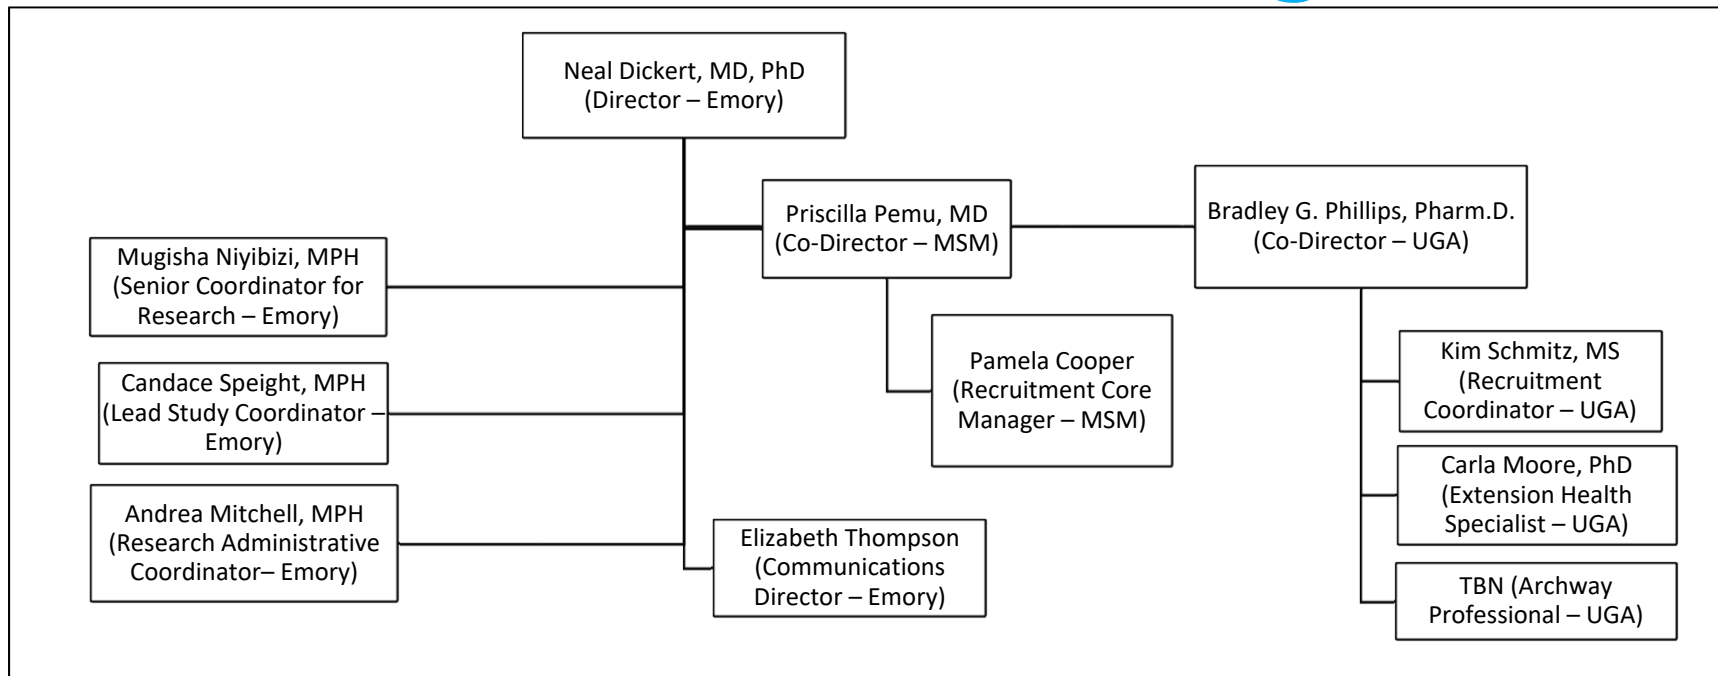 Neal Dickert, MD, PhD
(Director – Emory)
Priscilla Pemu, MD
(Co-Director – MSM)
Bradley G. Phillips, Pharm.D.
(Co-Director – UGA)
Mugisha Niyibizi, MPH
(Senior Coordinator for
Research – Emory)
Pamela Cooper
(Recruitment Core
Manager – MSM)
Kim Schmitz, MS
(Recruitment
Coordinator – UGA)
Candace Speight, MPH
(Lead Study Coordinator –
Emory)
Carla Moore, PhD
(Extension Health
Specialist – UGA)
Andrea Mitchell, MPH
(Research Administrative
Coordinator– Emory)
Elizabeth Thompson
(Communications
Director – Emory)
TBN (Archway
Professional – UGA)